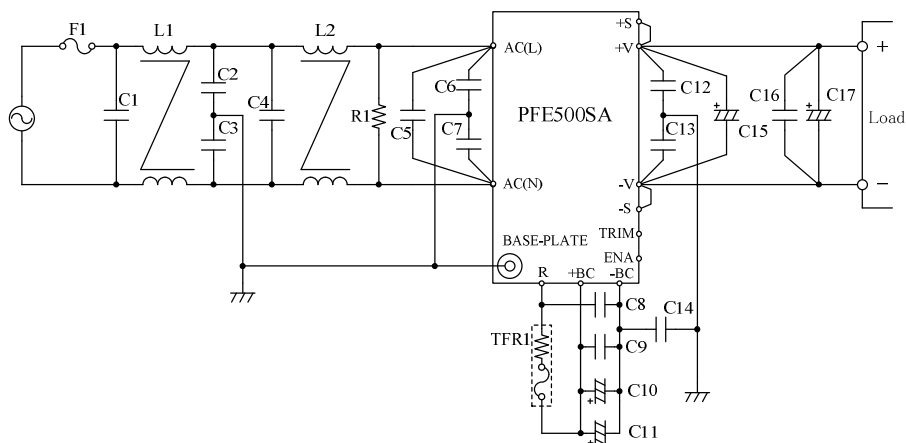 F1
L1
L2
C1
C2
C3
C4
R1
C5
C6
C7
AC(L)
AC(N)
PFE500SA
BASE-PLATE
+S
+V
-V
-S
TRIM
ENA
R
+BC
-BC
C12
C13
C15
C16
C17
+
+
+
Load
−
C8
C14
TFR1
C9
C10
+
C11
+